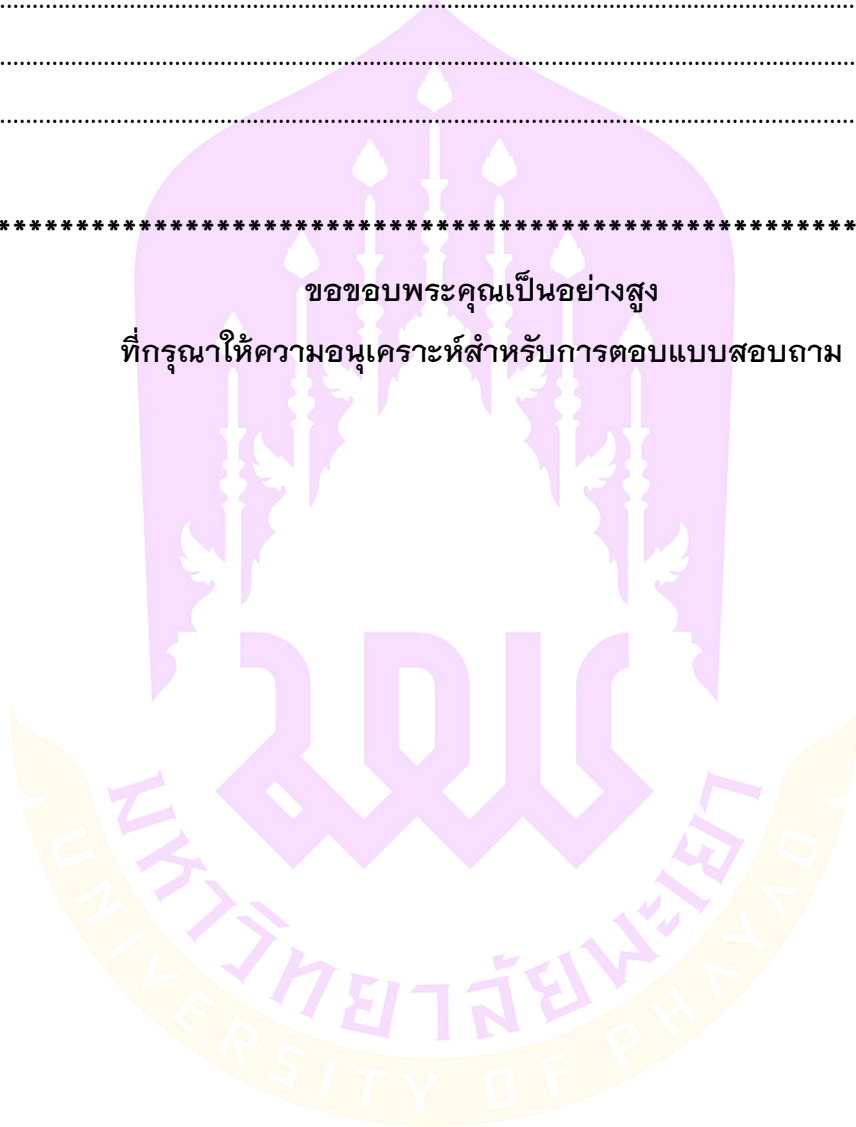 ................................................................................................................................
................................................................................................................................
................................................................................................................................
*********************************************************
ขอขอบพระคุณเป็นอย่างสูง
ที่กรุณาให้ความอนุเคราะห์สำหรับการตอบแบบสอบถาม
มพ
มหาวิทยาลัยพะเยา
UNIVERSITY OF PHAYAO